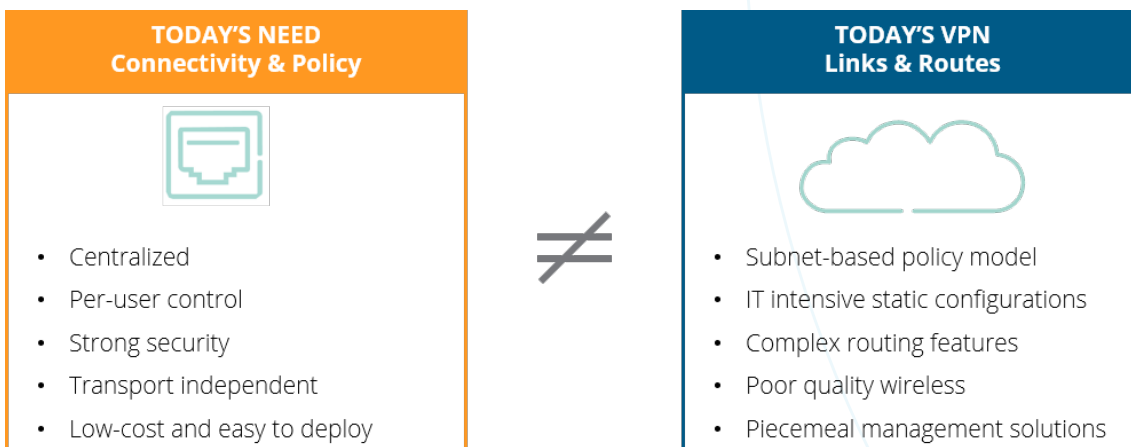 TODAY'S NEED
Connectivity & Policy
• Centralized
• Per-user control
• Strong security
• Transport independent
• Low-cost and easy to deploy
≠
TODAY'S VPN
Links & Routes
• Subnet-based policy model
• IT intensive static configurations
• Complex routing features
• Poor quality wireless
• Piecemeal management solutions